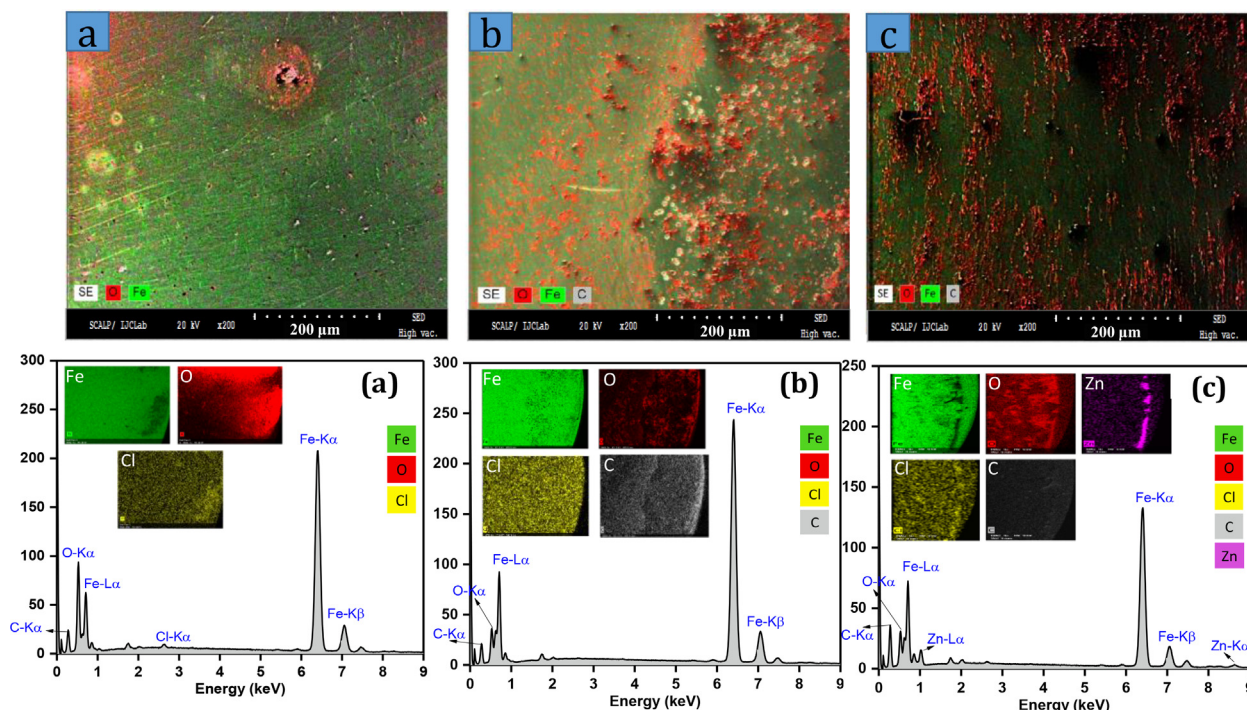 a
SE O Fe
SCALP/ IJCLab 20 kV x200 200 µm SED
High vac.
b
SE O Fe C
SCALP/ IJCLab 20 kV x200 200 µm SED
High vac.
c
SE O Fe C
SCALP/ IJCLab 20 kV x200 200 µm SED
High vac.
300
250
200
150
100
50
0
Fe O
Cl
(a)
Fe
O
Cl
Fe-Kα
O-Kα
Fe-Lα
C-Kα
Cl-Kα
Fe-Kβ
0 1 2 3 4 5 6 7 8 9
Energy (keV)
300
250
200
150
100
50
0
Fe O
Cl C
(b)
Fe
O
Cl
C
Fe-Kα
Fe-Lα
O-Kα
C-Kα
Fe-Kβ
0 1 2 3 4 5 6 7 8 9
Energy (keV)
250
200
150
100
50
0
Fe O Zn
Cl C
(c)
Fe
O
Cl
C
Zn
Fe-Kα
Fe-Lα
O-Kα
C-Kα
Zn-Lα
Fe-Kβ
Zn-Kα
0 1 2 3 4 5 6 7 8 9
Energy (keV)